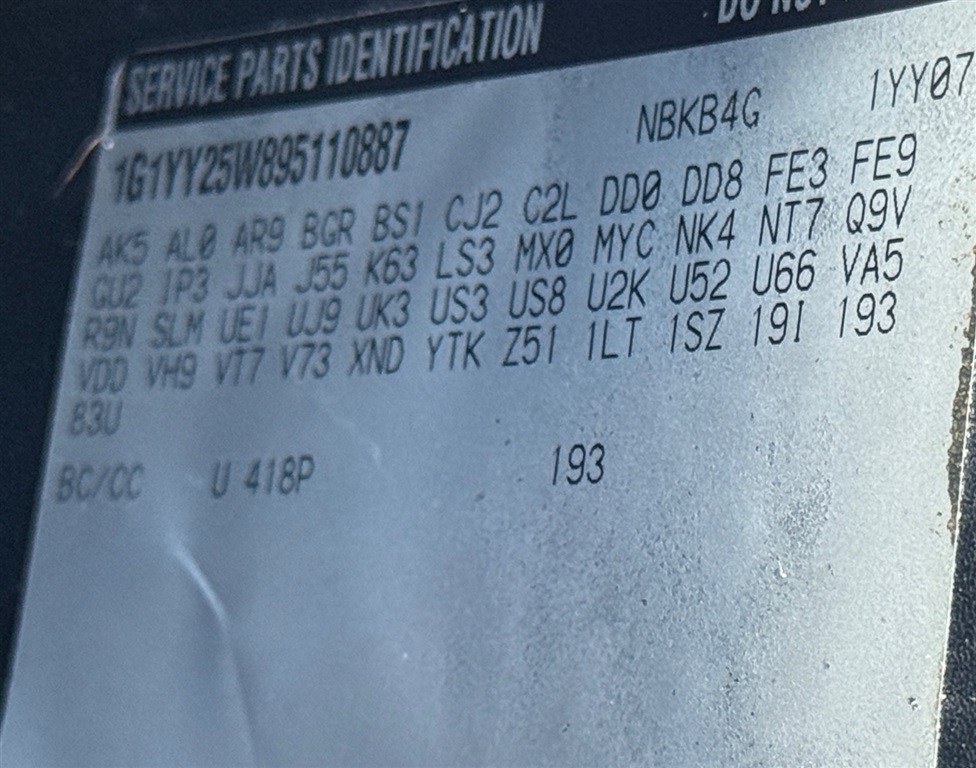 SERVICE PARTS IDENTIFICATION DO NOT
1G1YY25W895110887 NBKB4G 1YY07
AK5 AL0 AR9 BGR BS1 CJ2 C2L DD0 DD8 FE3 FE9
GU2 IP3 JJA J55 K63 LS3 MX0 MYC NK4 NT7 Q9V
R9N SLM UE1 UJ9 UK3 US3 US8 U2K U52 U66 VA5
VDD VH9 VT7 V73 XND YTK Z51 1LT 1SZ 19I 193
83U
BC/CC U 418P 193